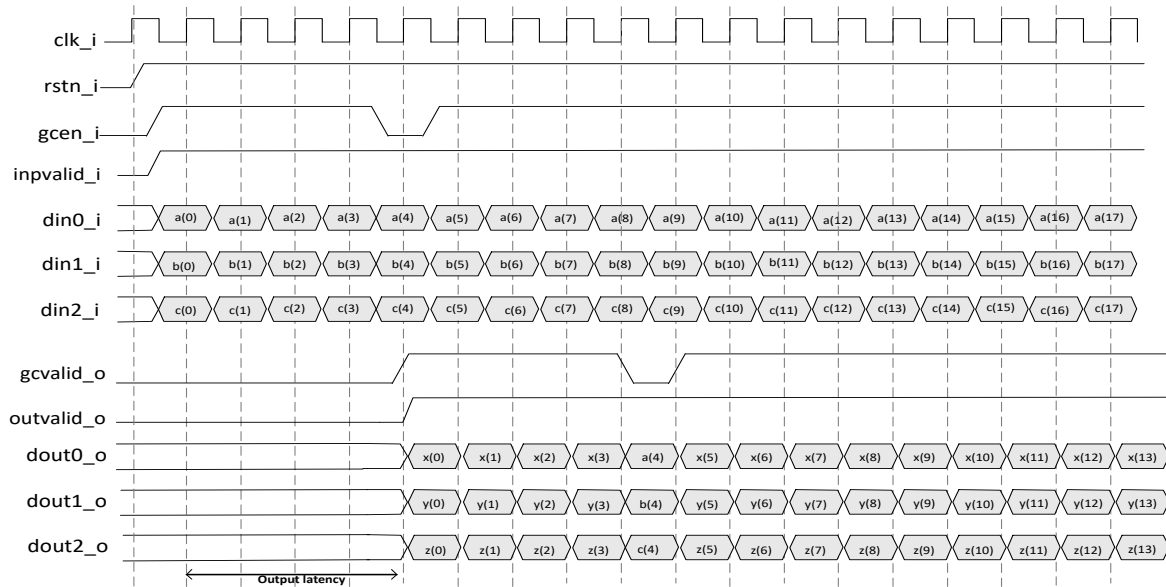 clk_i
rstn_i
gcen_i
inpvalid_i
din0_i a(0) a(1) a(2) a(3) a(4) a(5) a(6) a(7) a(8) a(9) a(10) a(11) a(12) a(13) a(14) a(15) a(16) a(17)
din1_i b(0) b(1) b(2) b(3) b(4) b(5) b(6) b(7) b(8) b(9) b(10) b(11) b(12) b(13) b(14) b(15) b(16) b(17)
din2_i c(0) c(1) c(2) c(3) c(4) c(5) c(6) c(7) c(8) c(9) c(10) c(11) c(12) c(13) c(14) c(15) c(16) c(17)
gcvalid_o
outvalid_o
dout0_o x(0) x(1) x(2) x(3) a(4) x(5) x(6) x(7) x(8) x(9) x(10) x(11) x(12) x(13)
dout1_o y(0) y(1) y(2) y(3) b(4) y(5) y(6) y(7) y(8) y(9) y(10) y(11) y(12) y(13)
dout2_o z(0) z(1) z(2) z(3) c(4) z(5) z(6) z(7) z(8) z(9) z(10) z(11) z(12) z(13)
Output latency